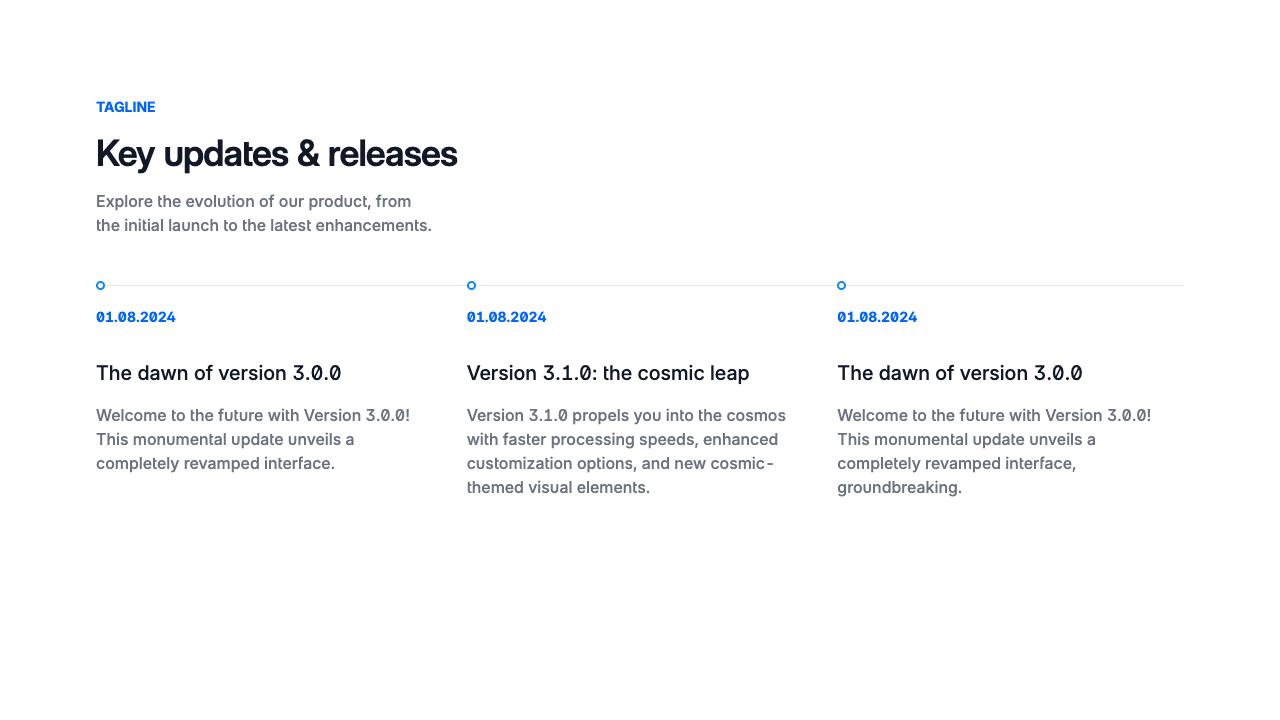 TAGLINE
Key updates & releases
Explore the evolution of our product, from
the initial launch to the latest enhancements.
01.08.2024
The dawn of version 3.0.0
Welcome to the future with Version 3.0.0!
This monumental update unveils a
completely revamped interface.
01.08.2024
Version 3.1.0: the cosmic leap
Version 3.1.0 propels you into the cosmos
with faster processing speeds, enhanced
customization options, and new cosmic-
themed visual elements.
01.08.2024
The dawn of version 3.0.0
Welcome to the future with Version 3.0.0!
This monumental update unveils a
completely revamped interface,
groundbreaking.